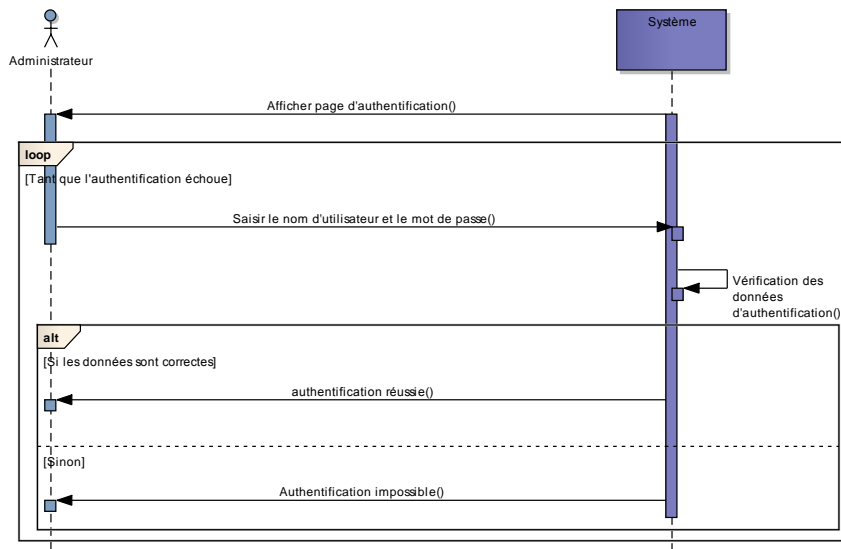 Système
Administrateur
Afficher page d'authentification()
loop
[Tant que l'authentification échoue]
Saisir le nom d'utilisateur et le mot de passe()
Vérification des
données
d'authentification()
alt
[Si les données sont correctes]
authentification réussie()
[Sinon]
Authentification impossible()